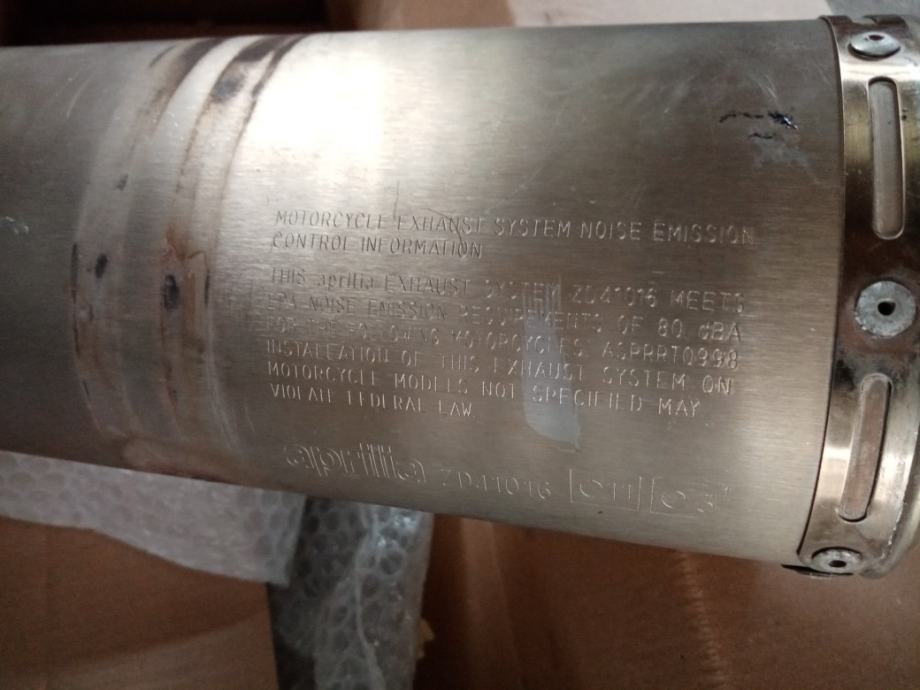 MOTORCYCLE EXHAUST SYSTEM NOISE EMISSION
CONTROL INFORMATION
THIS aprilia EXHAUST SYSTEM ZD41016 MEETS
EPA NOISE EMISSION REQUIREMENTS OF 80 dBA
FOR THE FOLLOWING MOTORCYCLES: ASPRRT0998
INSTALLATION OF THIS EXHAUST SYSTEM ON
MOTORCYCLE MODELS NOT SPECIFIED MAY
VIOLATE FEDERAL LAW.
aprilia ZD41016